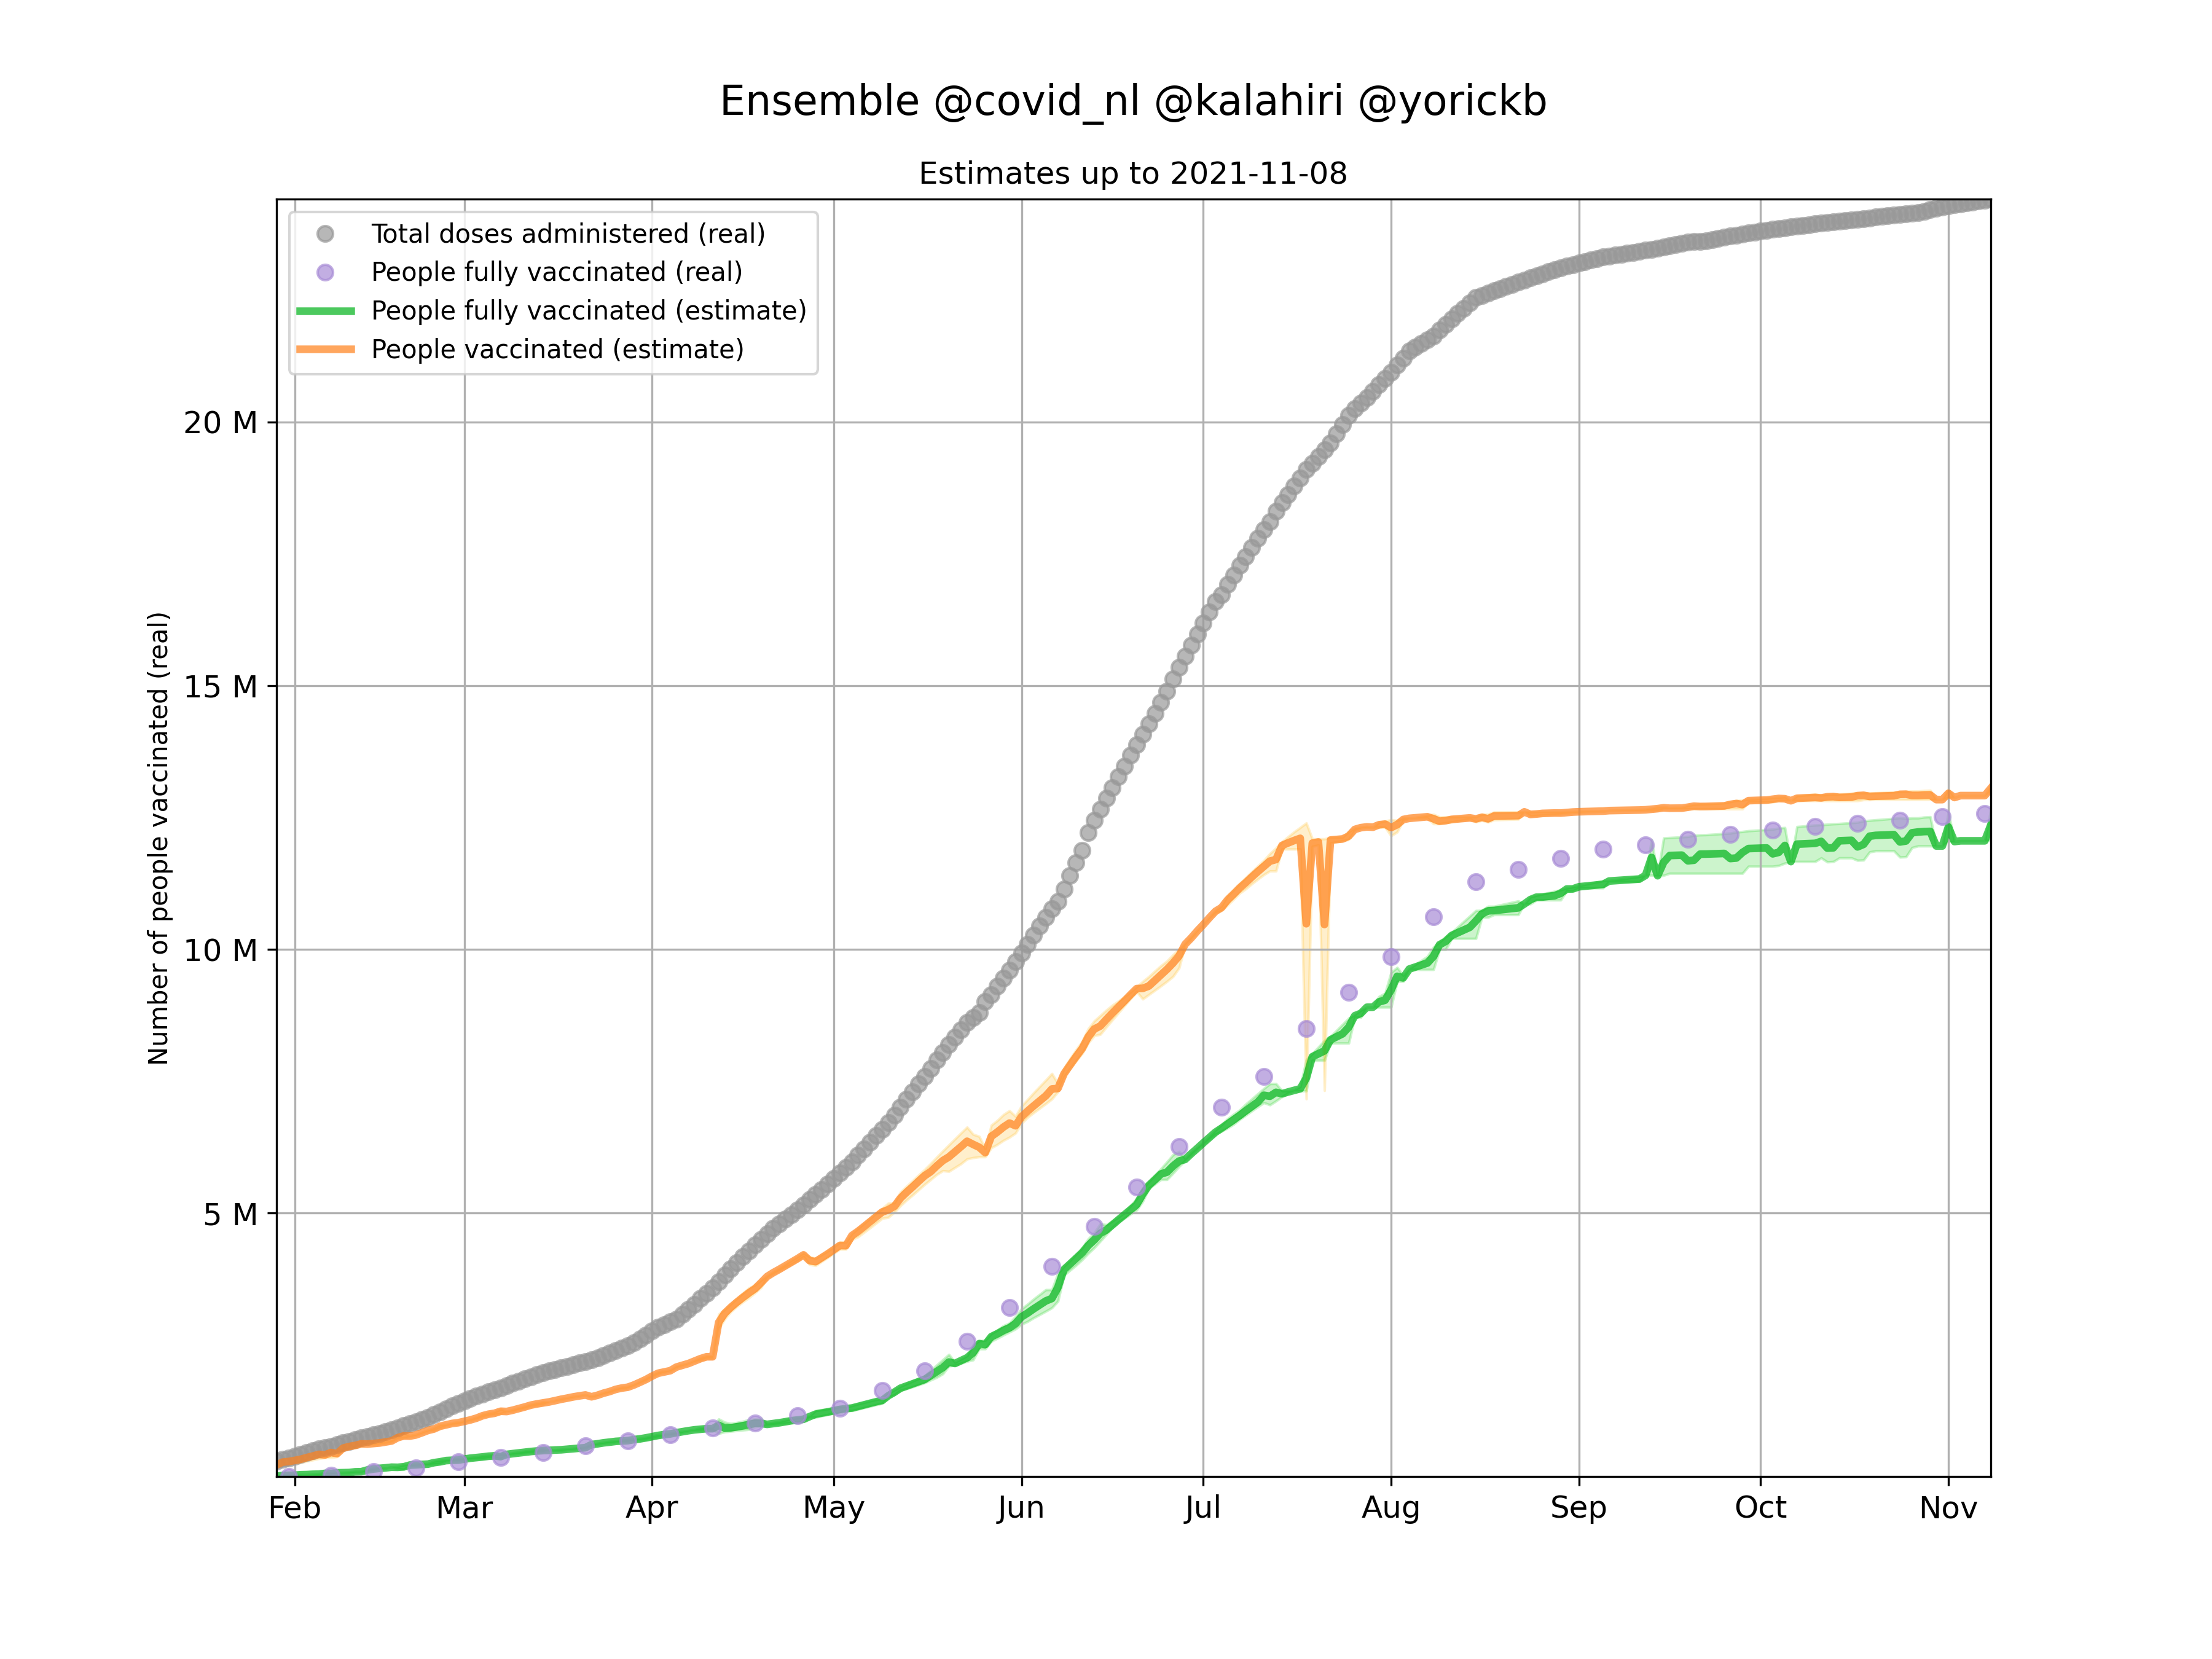 Ensemble @covid_nl @kalahiri @yorickb
Estimates up to 2021-11-08
Total doses administered (real)
People fully vaccinated (real)
People fully vaccinated (estimate)
People vaccinated (estimate)
Number of people vaccinated (real)
20 M
15 M
10 M
5 M
Feb Mar Apr May Jun Jul Aug Sep Oct Nov